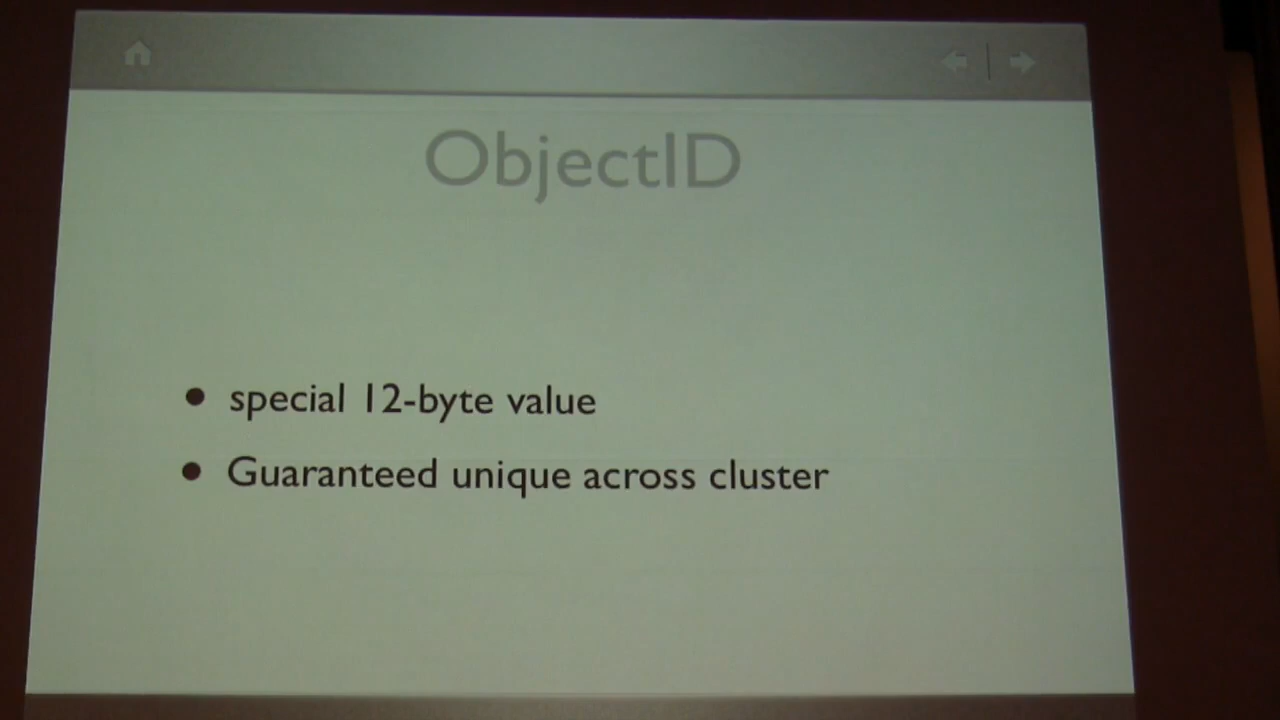 ObjectID
• special 12-byte value
• Guaranteed unique across cluster